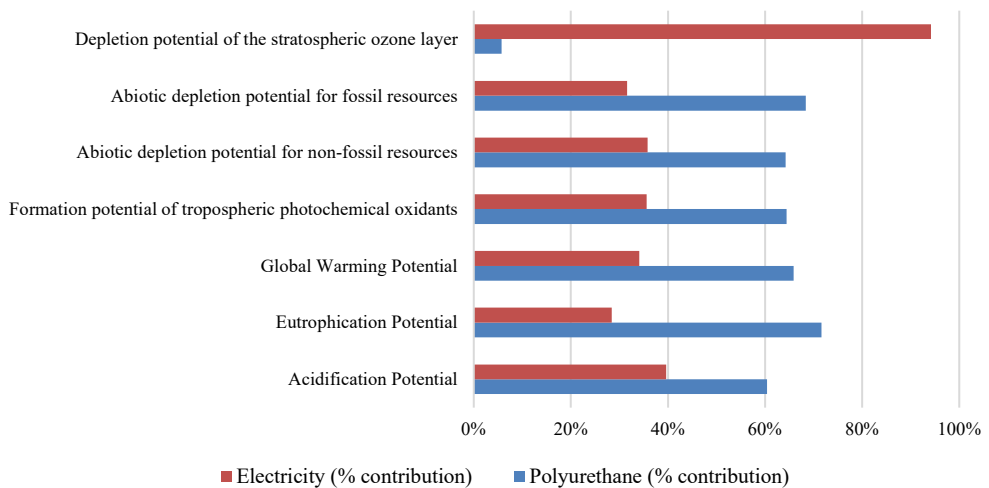 Depletion potential of the stratospheric ozone layer
Abiotic depletion potential for fossil resources
Abiotic depletion potential for non-fossil resources
Formation potential of tropospheric photochemical oxidants
Global Warming Potential
Eutrophication Potential
Acidification Potential
0% 20% 40% 60% 80% 100%
Electricity (% contribution) Polyurethane (% contribution)